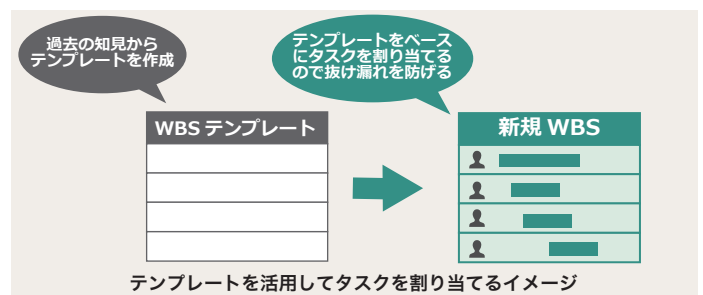 過去の知見から
テンプレートを作成
テンプレートをベース
にタスクを割り当てる
ので抜け漏れを防げる
WBS テンプレート
新規 WBS
テンプレートを活用してタスクを割り当てるイメージ